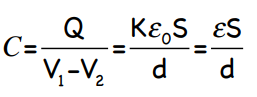 C = Q / (V₁-V₂) = Kε₀S / d = εS / d